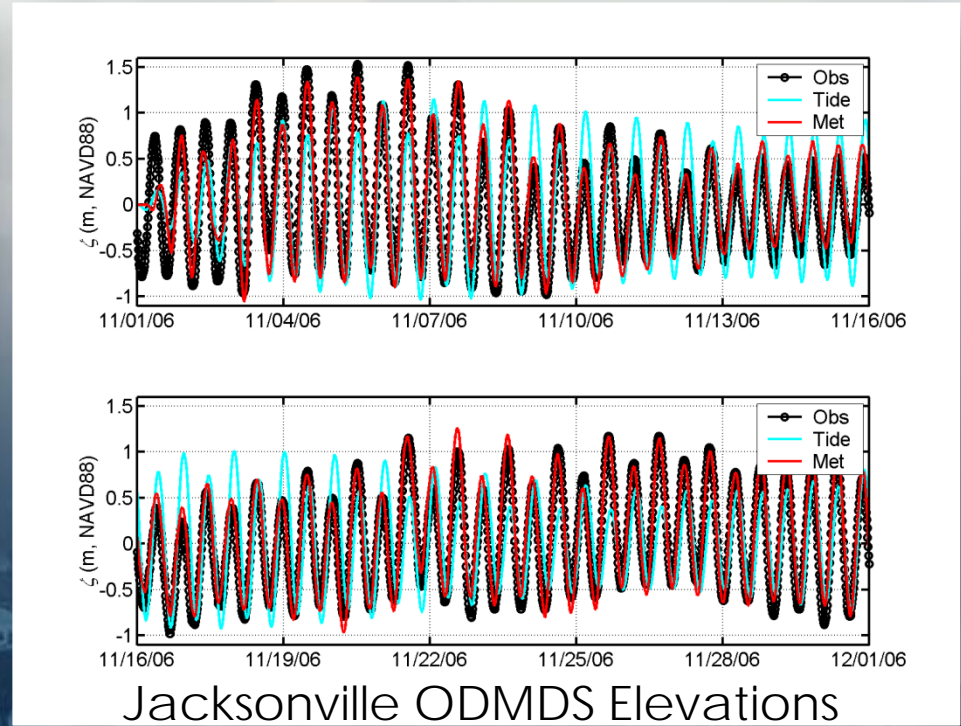 1.5
1
0.5
0
-0.5
-1
ζ (m, NAVD88)
Obs
Tide
Met
11/01/06 11/04/06 11/07/06 11/10/06 11/13/06 11/16/06
1.5
1
0.5
0
-0.5
-1
ζ (m, NAVD88)
Obs
Tide
Met
11/16/06 11/19/06 11/22/06 11/25/06 11/28/06 12/01/06
Jacksonville ODMDS Elevations